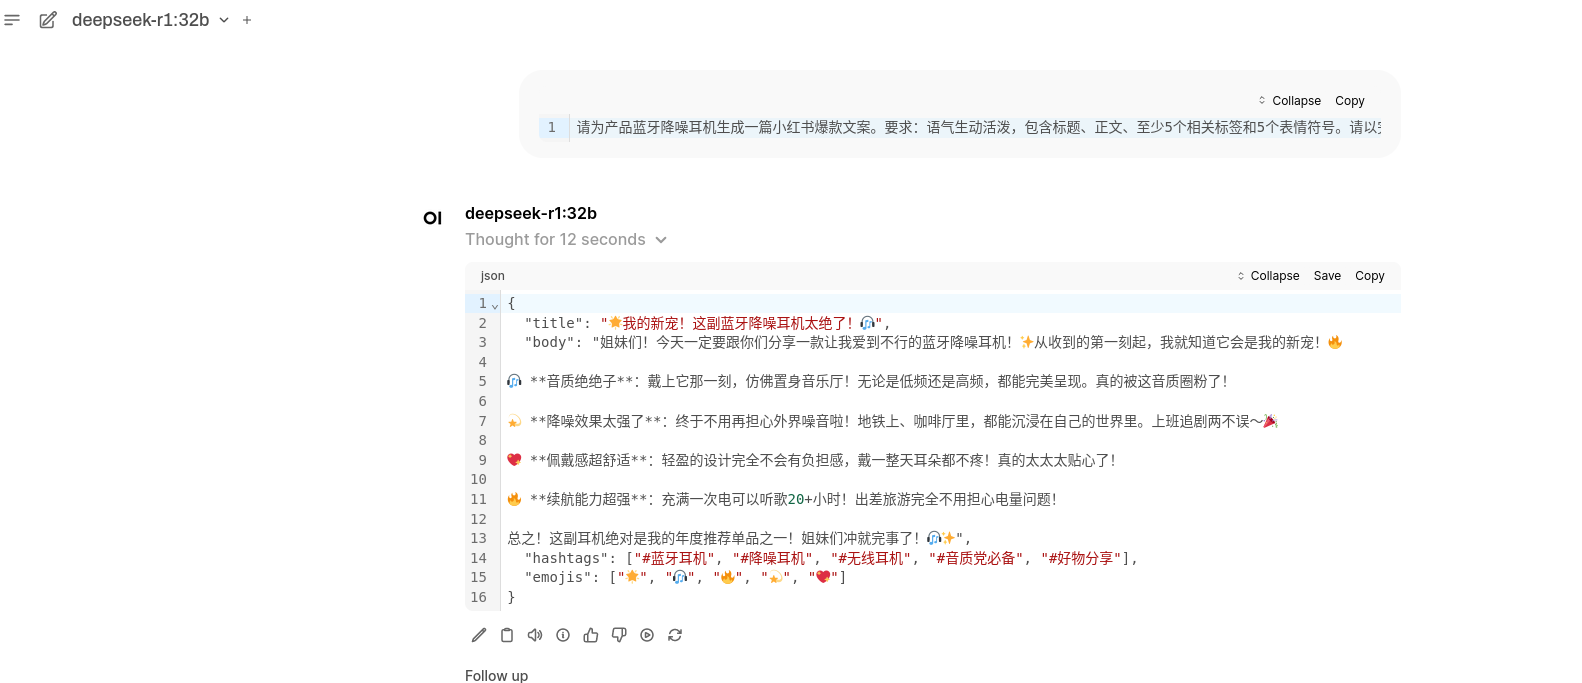 deepseek-r1:32b
Collapse Copy
1 请为产品蓝牙降噪耳机生成一篇小红书爆款文案。要求：语气生动活泼，包含标题、正文、至少5个相关标签和5个表情符号。请以
OI deepseek-r1:32b
Thought for 12 seconds
json Collapse Save Copy
1 {
2 "title": "🌟我的新宠！这副蓝牙降噪耳机太绝了！🎧",
3 "body": "姐妹们！今天一定要跟你们分享一款让我爱到不行的蓝牙降噪耳机！✨从收到的第一刻起，我就知道它会是我的新宠！🔥
4
5 🎧 **音质绝绝子**：戴上它那一刻，仿佛置身音乐厅！无论是低频还是高频，都能完美呈现。真的被这音质圈粉了！
6
7 💫 **降噪效果太强了**：终于不用再担心外界噪音啦！地铁上、咖啡厅里，都能沉浸在自己的世界里。上班追剧两不误～🎉
8
9 💖 **佩戴感超舒适**：轻盈的设计完全不会有负担感，戴一整天耳朵都不疼！真的太太太贴心了！
10
11 🔥 **续航能力超强**：充满一次电可以听歌20+小时！出差旅游完全不用担心电量问题！
12
13 总之！这副耳机绝对是我的年度推荐单品之一！姐妹们冲就完事了！🎧✨",
14 "hashtags": ["#蓝牙耳机", "#降噪耳机", "#无线耳机", "#音质党必备", "#好物分享"],
15 "emojis": ["🌟", "🎧", "🔥", "💫", "💖"]
16 }
Follow up